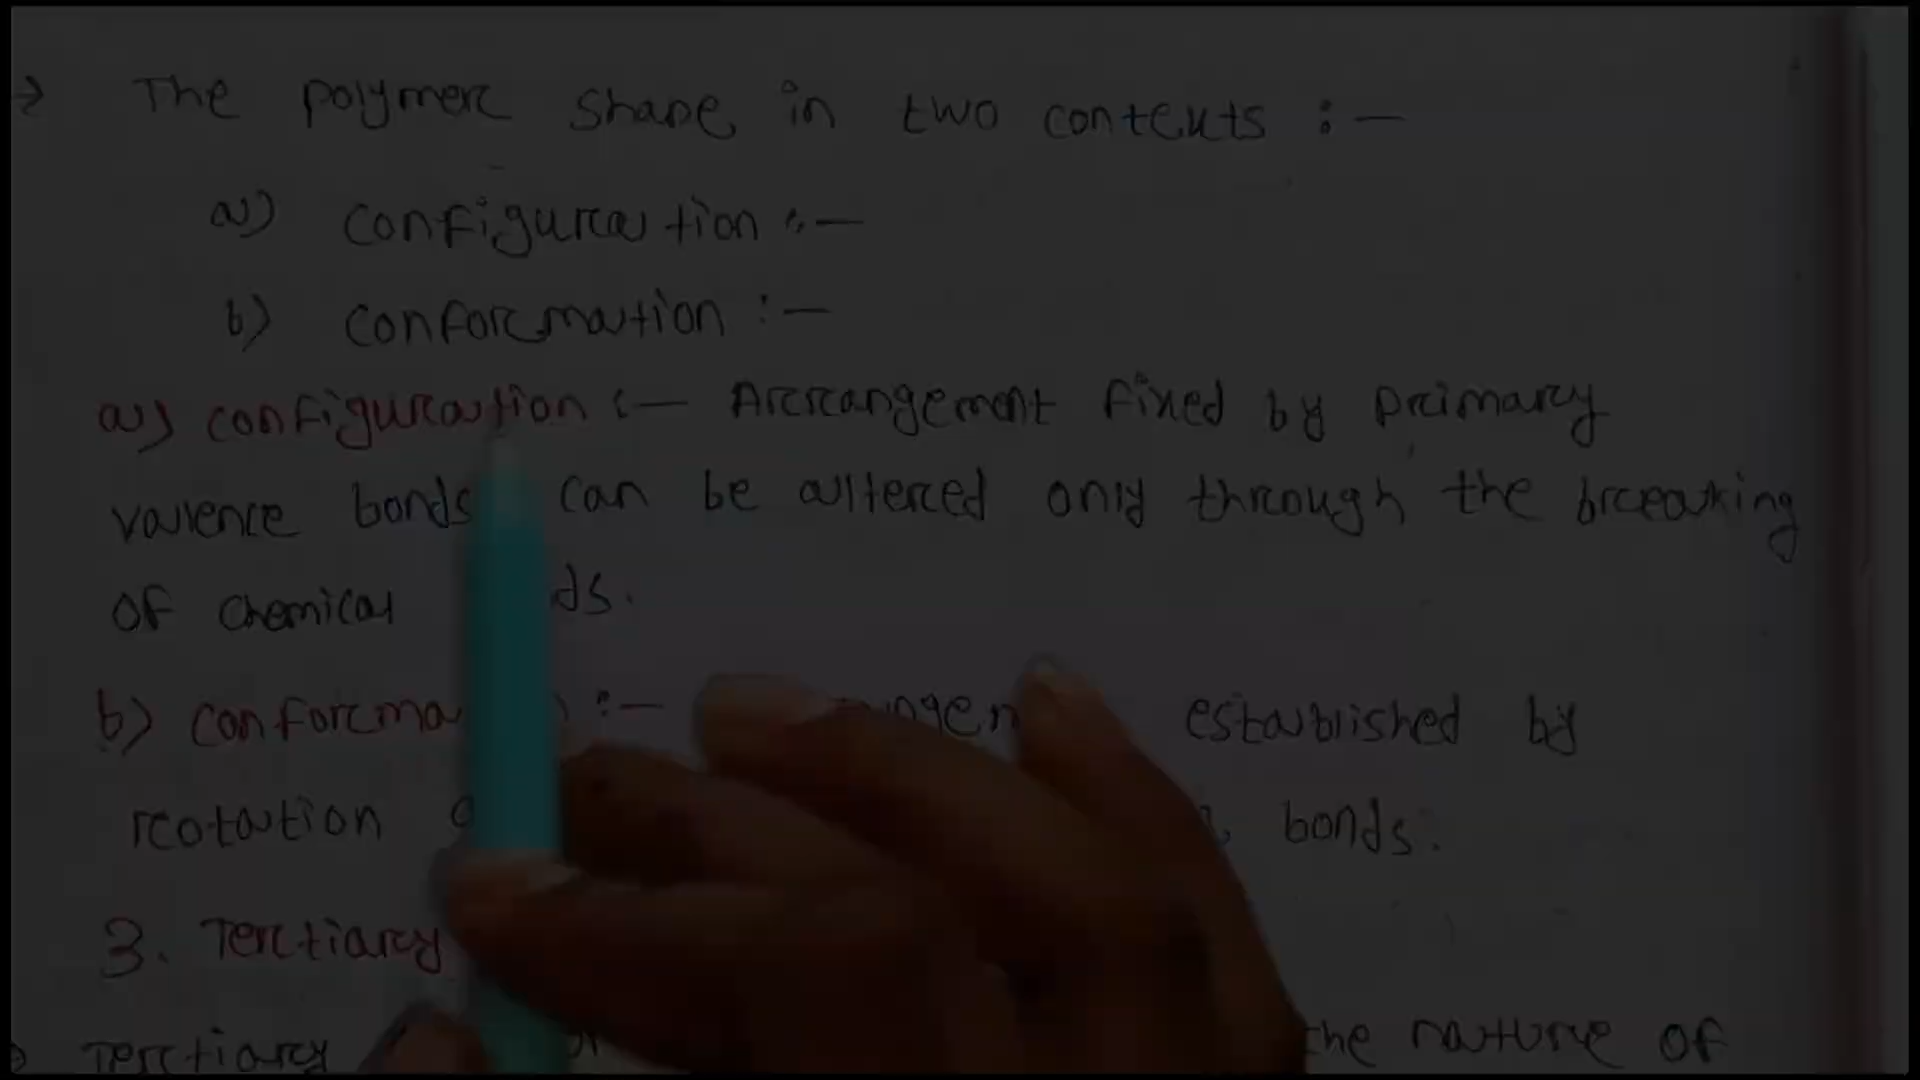 → The polymer shape in two contexts :-
a) configuration :-
b) conformation :-
a) configuration :- Arrangement fixed by primary
valence bonds can be altered only through the breaking
of chemical ds.
b) conforma :- established by
rotation bonds.
3. Tertiary
Tertiary the nature of